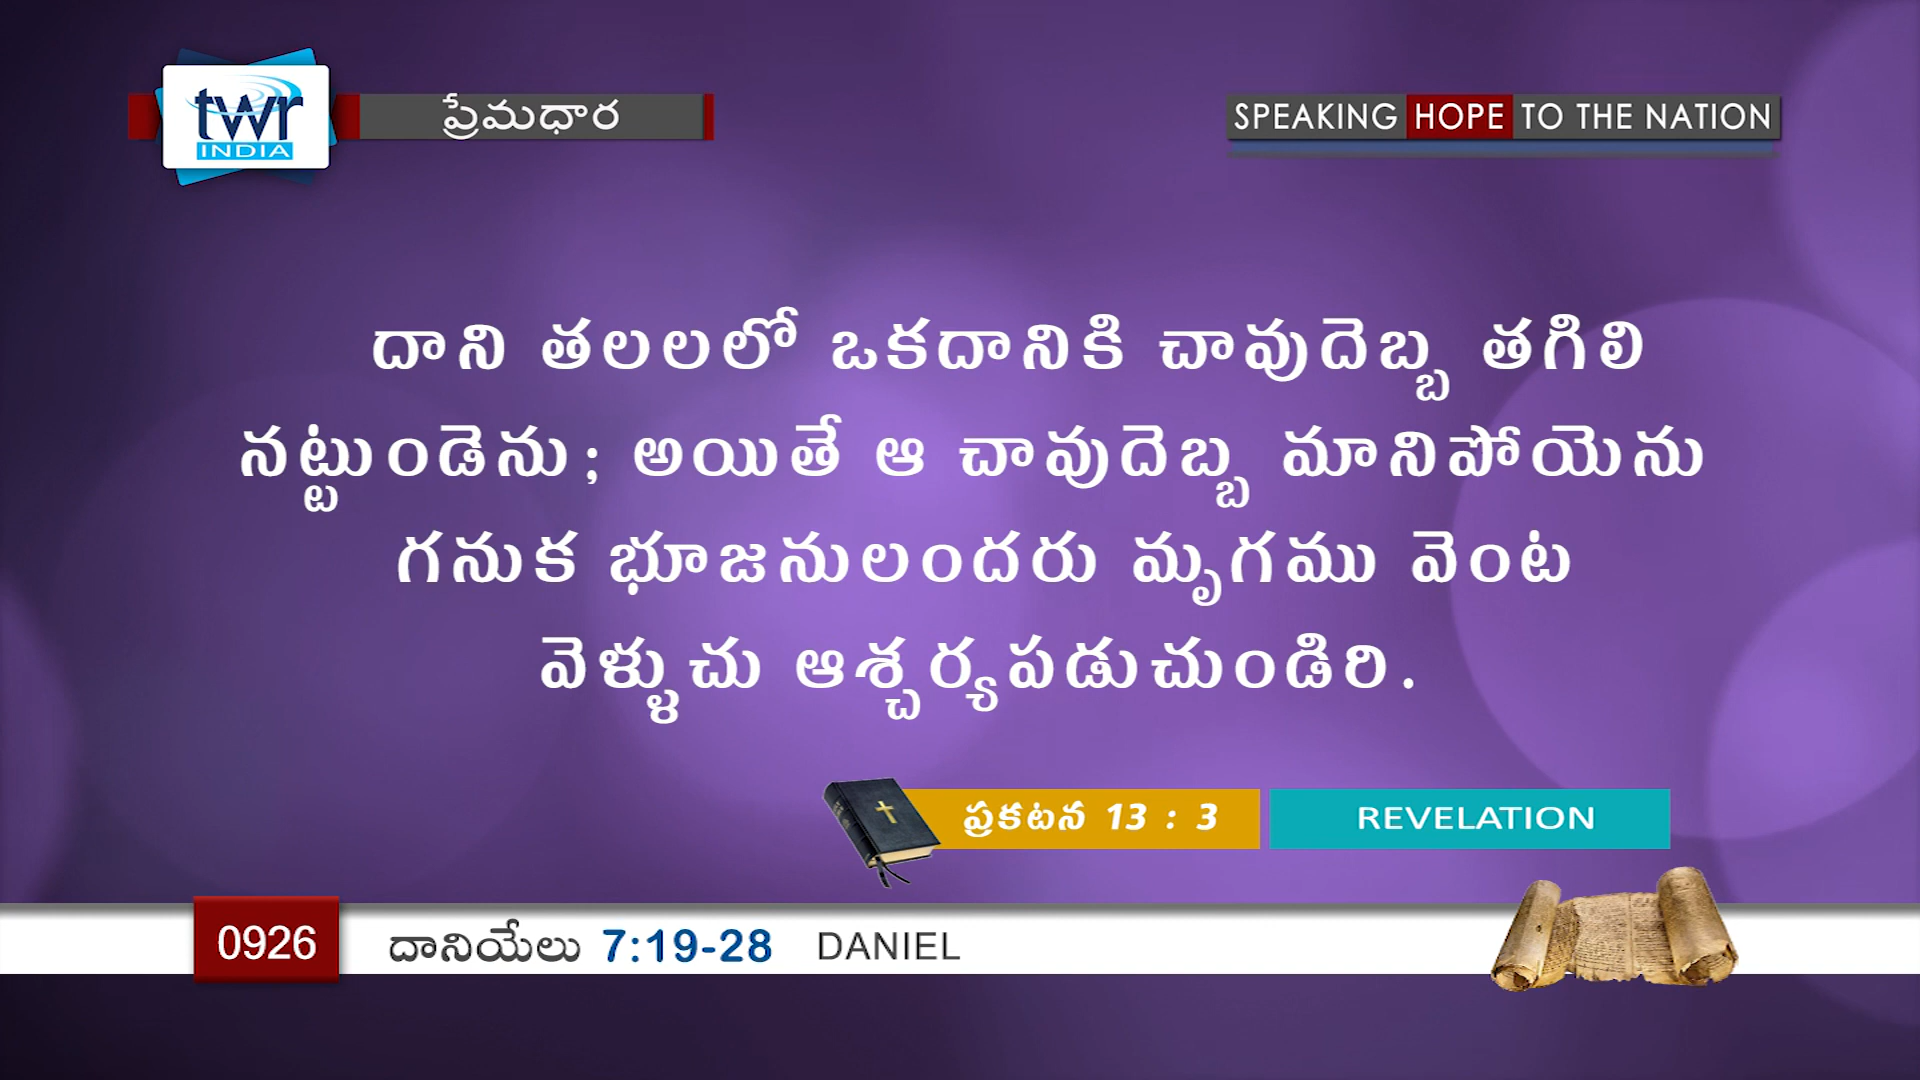 twr
INDIA
ప్రేమధార
SPEAKING HOPE TO THE NATION
దాని తలలలో ఒకదానికి చావుదెబ్బ తగిలి
నట్టుండెను; అయితే ఆ చావుదెబ్బ మానిపోయెను
గనుక భూజనులందరు మృగము వెంట
వెళ్ళుచు ఆశ్చర్యపడుచుండిరి.
ప్రకటన 13 : 3 REVELATION
0926 దానియేలు 7:19-28 DANIEL